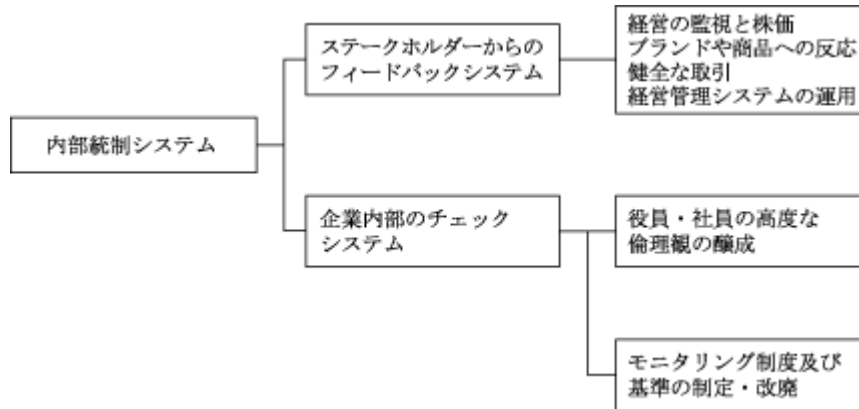 内部統制システム
ステークホルダーからの
フィードバックシステム
経営の監視と株価
ブランドや商品への反応
健全な取引
経営管理システムの運用
企業内部のチェック
システム
役員・社員の高度な
倫理観の醸成
モニタリング制度及び
基準の制定・改廃